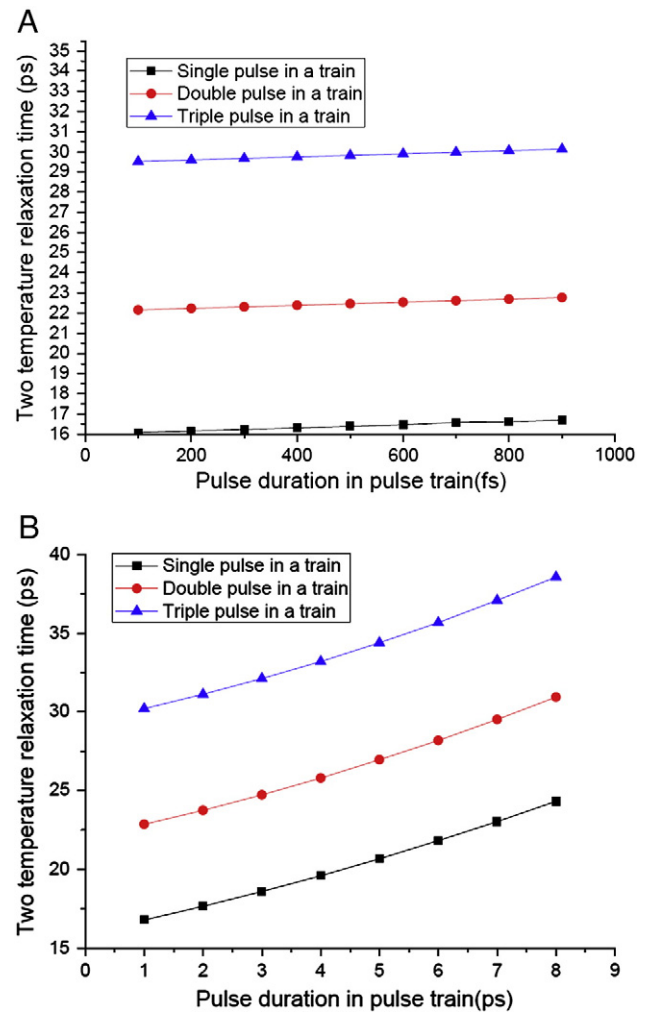 A
Two temperature relaxation time (ps)
35
34
33
32
31
30
29
28
27
26
25
24
23
22
21
20
19
18
17
16
Single pulse in a train
Double pulse in a train
Triple pulse in a train
0 200 400 600 800 1000
Pulse duration in pulse train(fs)
B
Two temperature relaxation time (ps)
40
35
30
25
20
15
Single pulse in a train
Double pulse in a train
Triple pulse in a train
0 1 2 3 4 5 6 7 8 9
Pulse duration in pulse train(ps)